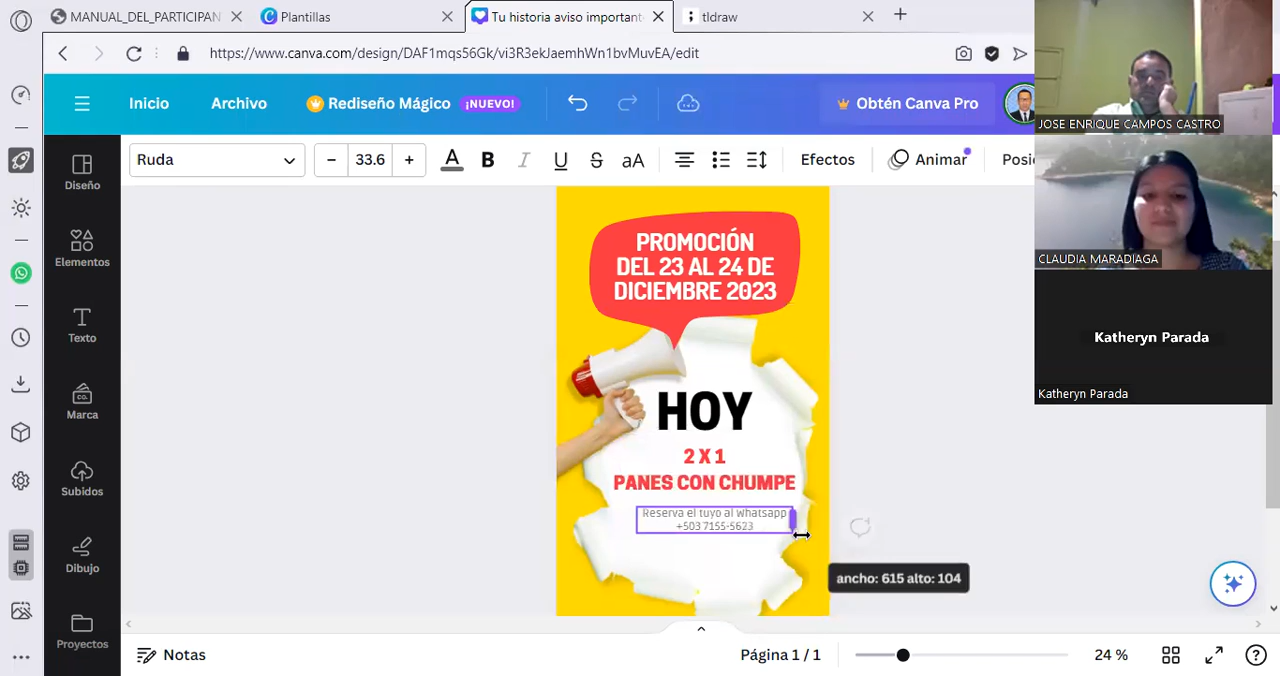 MANUAL_DEL_PARTICIPAN
Plantillas
Tu historia aviso important
tldraw
https://www.canva.com/design/DAF1mqs56Gk/vi3R3ekJaemhWn1bvMuvEA/edit
Inicio
Archivo
Rediseño Mágico
¡NUEVO!
Obtén Canva Pro
Ruda
33.6
A
B
I
U
S
aA
Efectos
Animar
Posi
Diseño
Elementos
Texto
Marca
Subidos
Dibujo
Proyectos
PROMOCIÓN
DEL 23 AL 24 DE
DICIEMBRE 2023
HOY
2 X 1
PANES CON CHUMPE
Reserva el tuyo al Whatsapp
+503 7155-5623
ancho: 615 alto: 104
JOSE ENRIQUE CAMPOS CASTRO
CLAUDIA MARADIAGA
Katheryn Parada
Katheryn Parada
Notas
Página 1 / 1
24 %